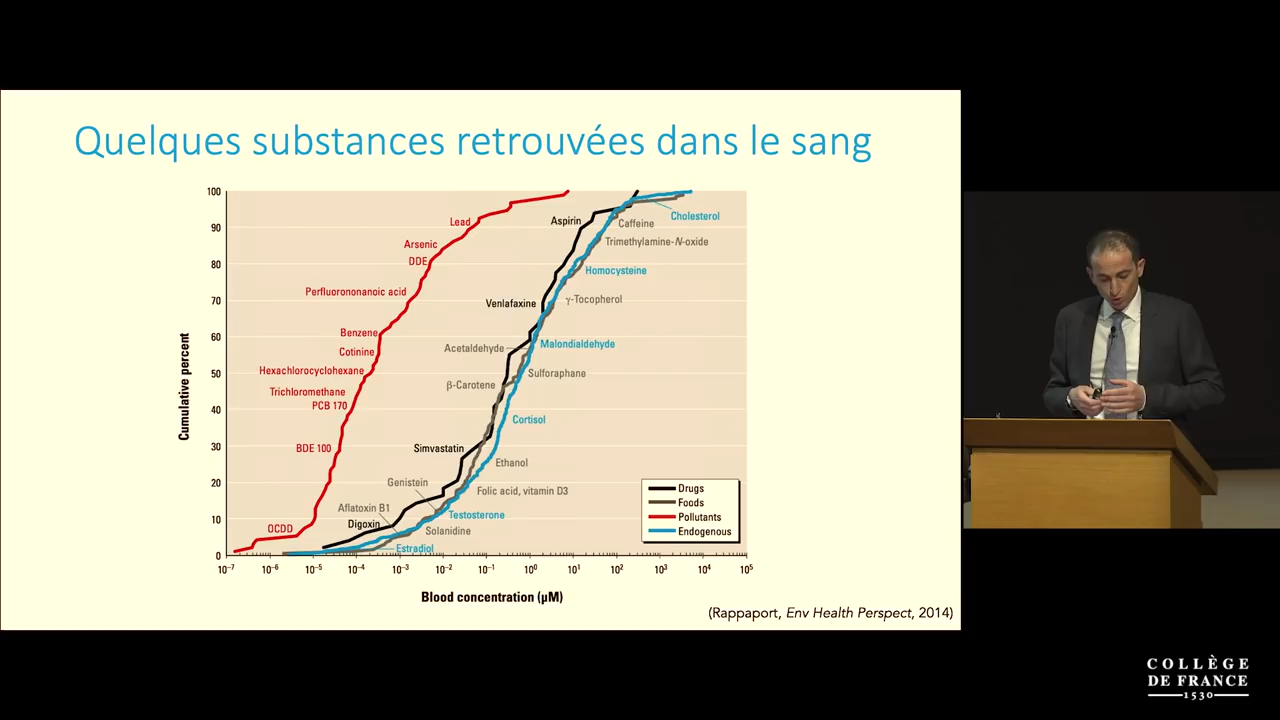 Quelques substances retrouvées dans le sang
100
90
80
70
60
50
40
30
20
10
0
Cumulative percent
Lead
Arsenic
DDE
Perfluorononanoic acid
Benzene
Cotinine
Hexachlorocyclohexane
Trichloromethane
PCB 170
BDE 100
OCDD
Aspirin
Venlafaxine
Acetaldehyde
β-Carotene
Simvastatin
Genistein
Aflatoxin B1
Digoxin
Cholesterol
Caffeine
Trimethylamine-N-oxide
Homocysteine
γ-Tocopherol
Malondialdehyde
Sulforaphane
Cortisol
Ethanol
Folic acid, vitamin D3
Testosterone
Solanidine
Estradiol
Drugs
Foods
Pollutants
Endogenous
10⁻⁷ 10⁻⁶ 10⁻⁵ 10⁻⁴ 10⁻³ 10⁻² 10⁻¹ 10⁰ 10¹ 10² 10³ 10⁴ 10⁵
Blood concentration (µM)
(Rappaport, Env Health Perspect, 2014)
COLLÈGE
DE FRANCE
1530